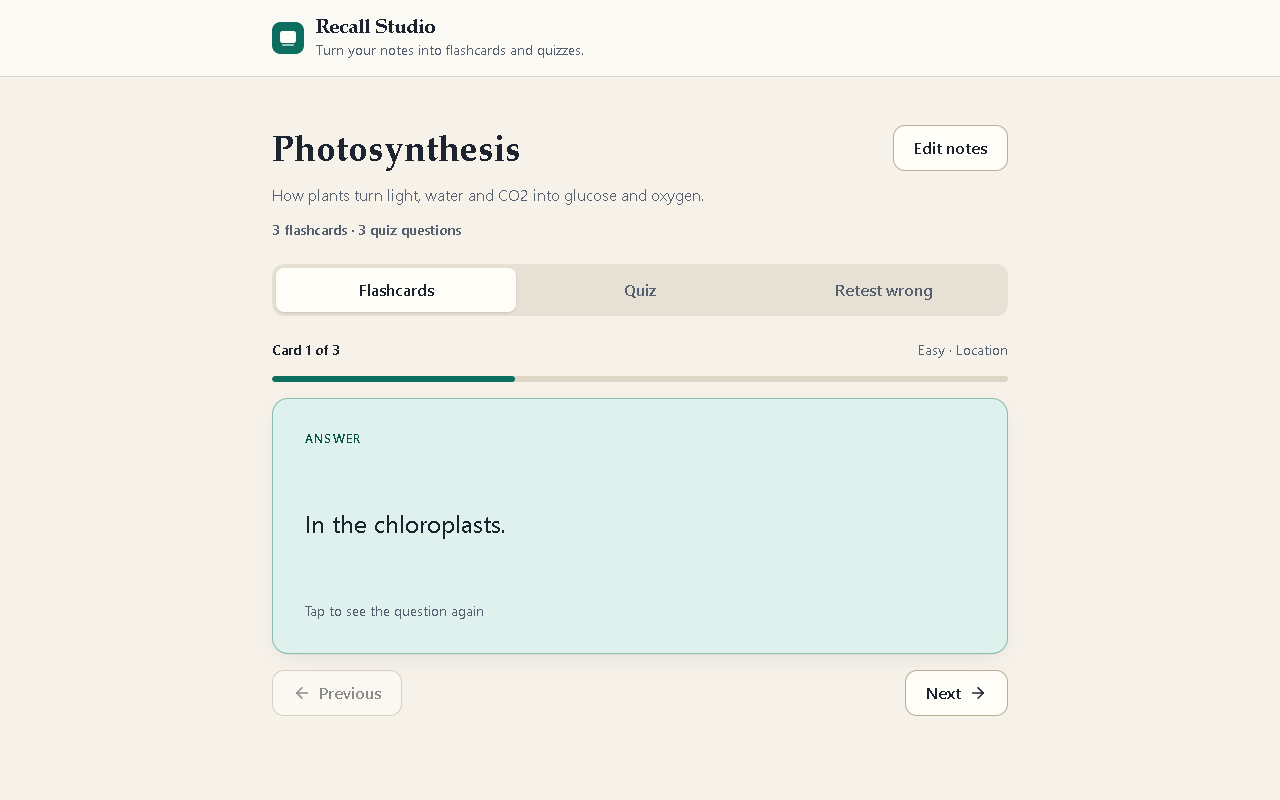 Recall Studio
Turn your notes into flashcards and quizzes.
Photosynthesis
Edit notes
How plants turn light, water and CO2 into glucose and oxygen.
3 flashcards · 3 quiz questions
Flashcards
Quiz
Retest wrong
Card 1 of 3
Easy · Location
ANSWER
In the chloroplasts.
Tap to see the question again
← Previous
Next →